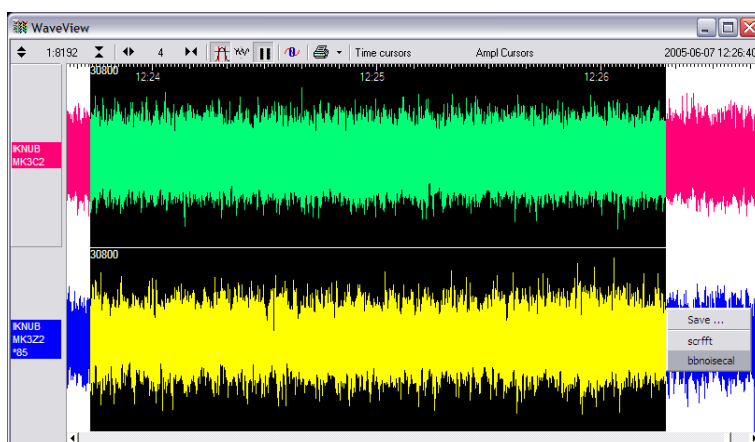 WaveView
1:8192 4 Time cursors Ampl Cursors 2005-06-07 12:26:40
30800
12:24 12:25 12:26
IKNUB
MK3C2
30800
IKNUB
MK3Z2
*85
Save ...
scrfft
bbnoisecal